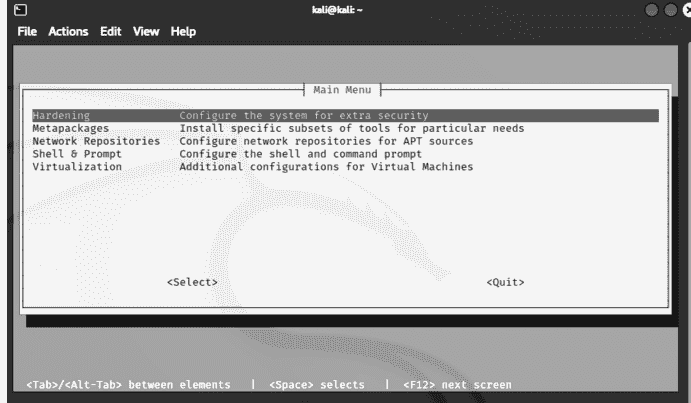 kali@kali: ~
File Actions Edit View Help
Main Menu
Hardening Configure the system for extra security
Metapackages Install specific subsets of tools for particular needs
Network Repositories Configure network repositories for APT sources
Shell & Prompt Configure the shell and command prompt
Virtualization Additional configurations for Virtual Machines
<Select> <Quit>
<Tab>/<Alt-Tab> between elements | <Space> selects | <F12> next screen